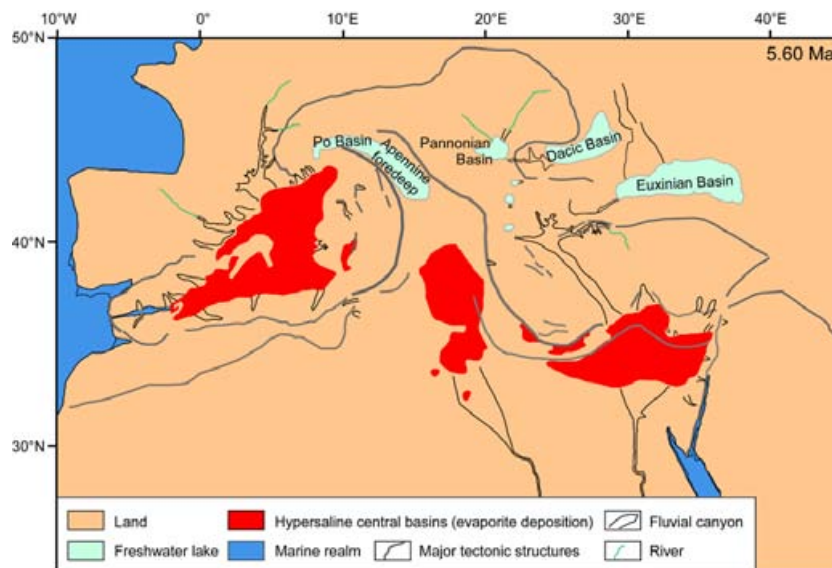 10°W 0° 10°E 20°E 30°E 40°E
50°N
5.60 Ma
Po Basin
Apennine
foredeep
Pannonian
Basin
Dacic Basin
Euxinian Basin
40°N
30°N
Land
Hypersaline central basins (evaporite deposition)
Fluvial canyon
Freshwater lake
Marine realm
Major tectonic structures
River